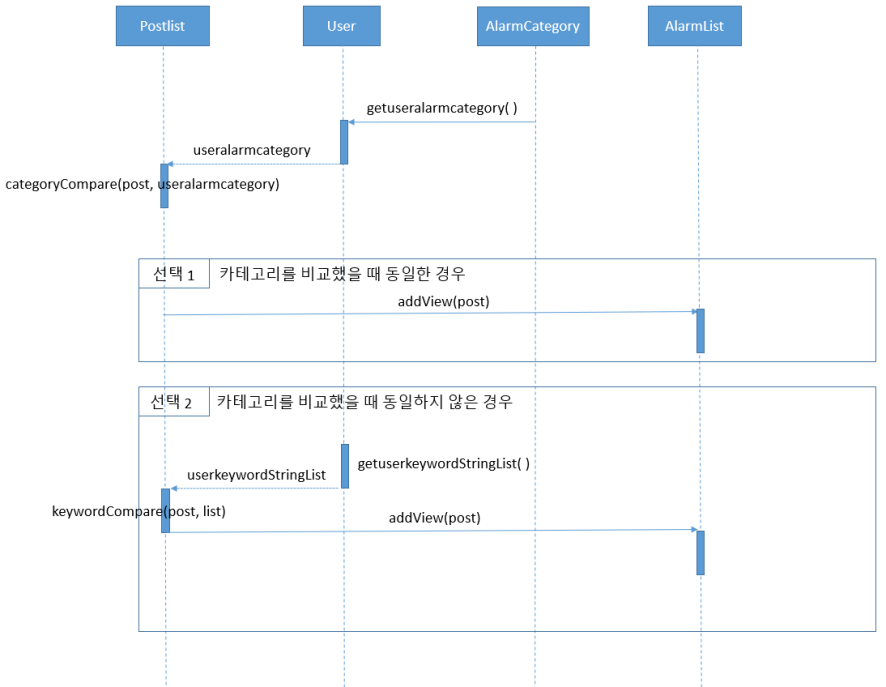 Postlist
User
AlarmCategory
AlarmList
getuseralarmcategory( )
useralarmcategory
categoryCompare(post, useralarmcategory)
선택 1
카테고리를 비교했을 때 동일한 경우
addView(post)
선택 2
카테고리를 비교했을 때 동일하지 않은 경우
getuserkeywordStringList( )
userkeywordStringList
keywordCompare(post, list)
addView(post)